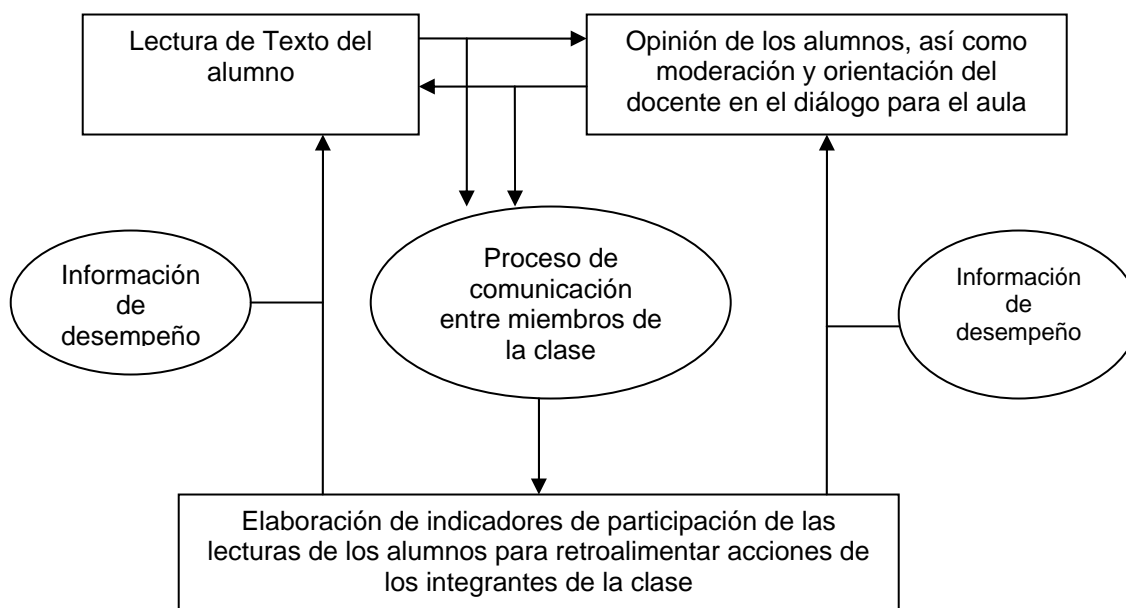 Lectura de Texto del
alumno
Opinión de los alumnos, así como
moderación y orientación del
docente en el diálogo para el aula
Información
de
desempeño
Proceso de
comunicación
entre miembros de
la clase
Información
de
desempeño
Elaboración de indicadores de participación de las
lecturas de los alumnos para retroalimentar acciones de
los integrantes de la clase